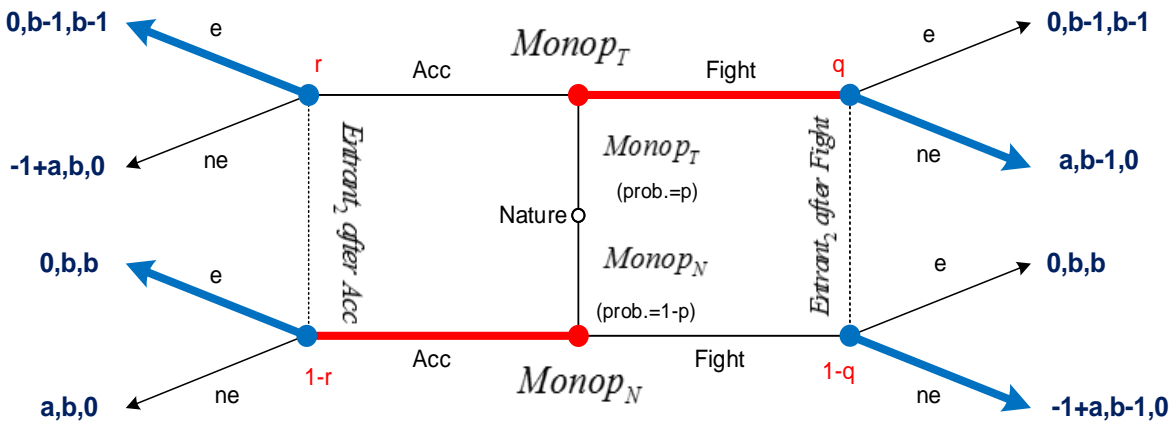 0,b-1,b-1
e
r
Acc
Monop_T
Fight
q
e
0,b-1,b-1
-1+a,b,0
ne
Entrant_2 after Acc
Monop_T
(prob.=p)
Nature
Entrant_2 after Fight
ne
a,b-1,0
0,b,b
e
Monop_N
(prob.=1-p)
e
0,b,b
1-r
Acc
Monop_N
Fight
1-q
a,b,0
ne
ne
-1+a,b-1,0